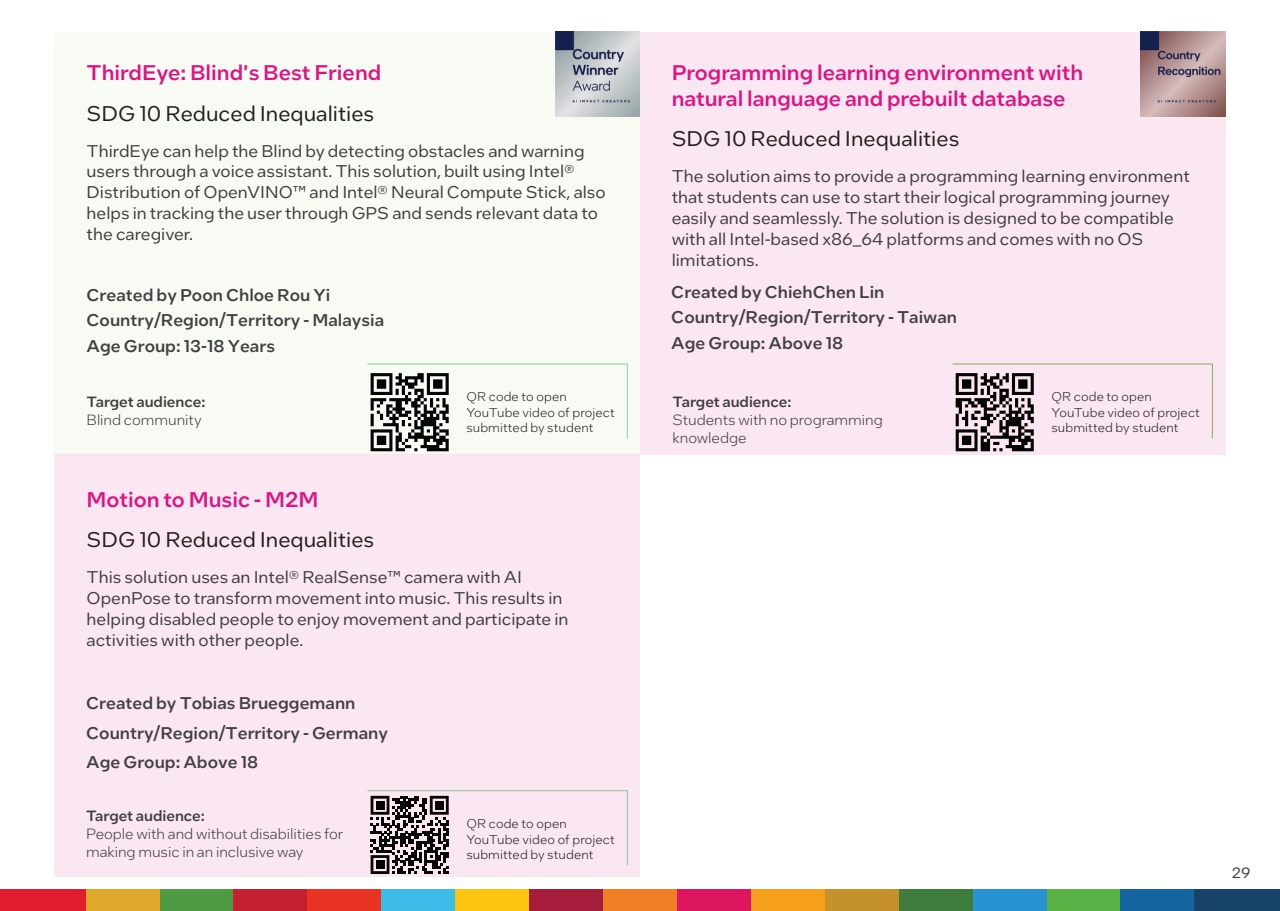 ThirdEye: Blind's Best Friend
Country
Winner
Award
AI IMPACT CREATORS
SDG 10 Reduced Inequalities
ThirdEye can help the Blind by detecting obstacles and warning
users through a voice assistant. This solution, built using Intel®
Distribution of OpenVINO™ and Intel® Neural Compute Stick, also
helps in tracking the user through GPS and sends relevant data to
the caregiver.
Created by Poon Chloe Rou Yi
Country/Region/Territory - Malaysia
Age Group: 13-18 Years
Target audience:
Blind community
QR code to open
YouTube video of project
submitted by student
Programming learning environment with
natural language and prebuilt database
Country
Recognition
AI IMPACT CREATORS
SDG 10 Reduced Inequalities
The solution aims to provide a programming learning environment
that students can use to start their logical programming journey
easily and seamlessly. The solution is designed to be compatible
with all Intel-based x86_64 platforms and comes with no OS
limitations.
Created by ChiehChen Lin
Country/Region/Territory - Taiwan
Age Group: Above 18
Target audience:
Students with no programming
knowledge
QR code to open
YouTube video of project
submitted by student
Motion to Music - M2M
SDG 10 Reduced Inequalities
This solution uses an Intel® RealSense™ camera with AI
OpenPose to transform movement into music. This results in
helping disabled people to enjoy movement and participate in
activities with other people.
Created by Tobias Brueggemann
Country/Region/Territory - Germany
Age Group: Above 18
Target audience:
People with and without disabilities for
making music in an inclusive way
QR code to open
YouTube video of project
submitted by student
29